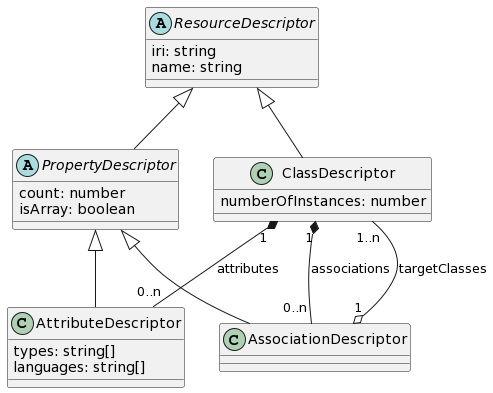 A ResourceDescriptor
iri: string
name: string
A PropertyDescriptor
count: number
isArray: boolean
C ClassDescriptor
numberOfInstances: number
1
1
1..n
attributes
associations
targetClasses
0..n
0..n
1
C AttributeDescriptor
types: string[]
languages: string[]
C AssociationDescriptor